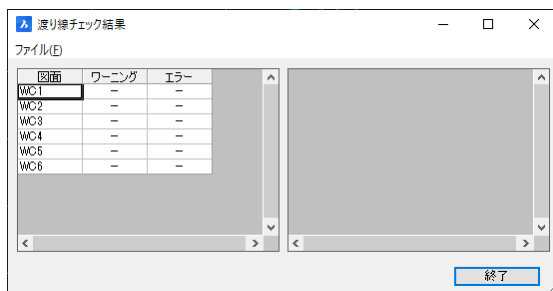 渡り線チェック結果
ファイル(F)
図面 ワーニング エラー
WC1 － －
WC2 － －
WC3 － －
WC4 － －
WC5 － －
WC6 － －
終了